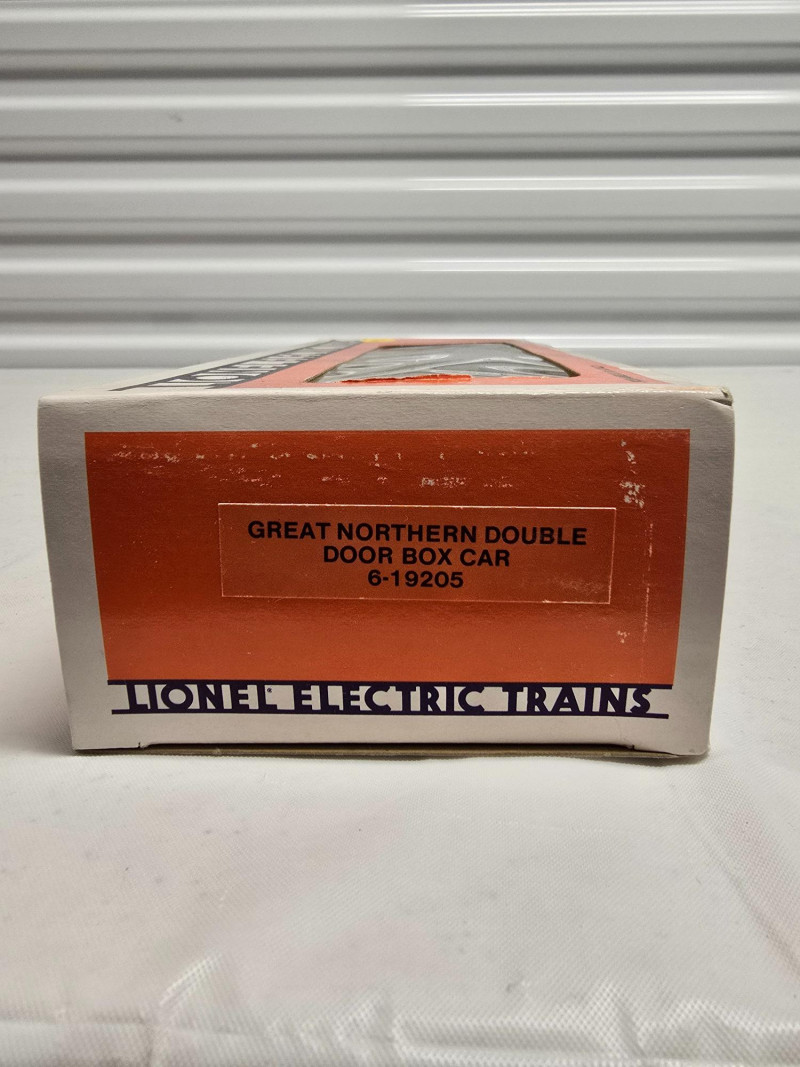 GREAT NORTHERN DOUBLE
DOOR BOX CAR
6-19205
LIONEL® ELECTRIC TRAINS